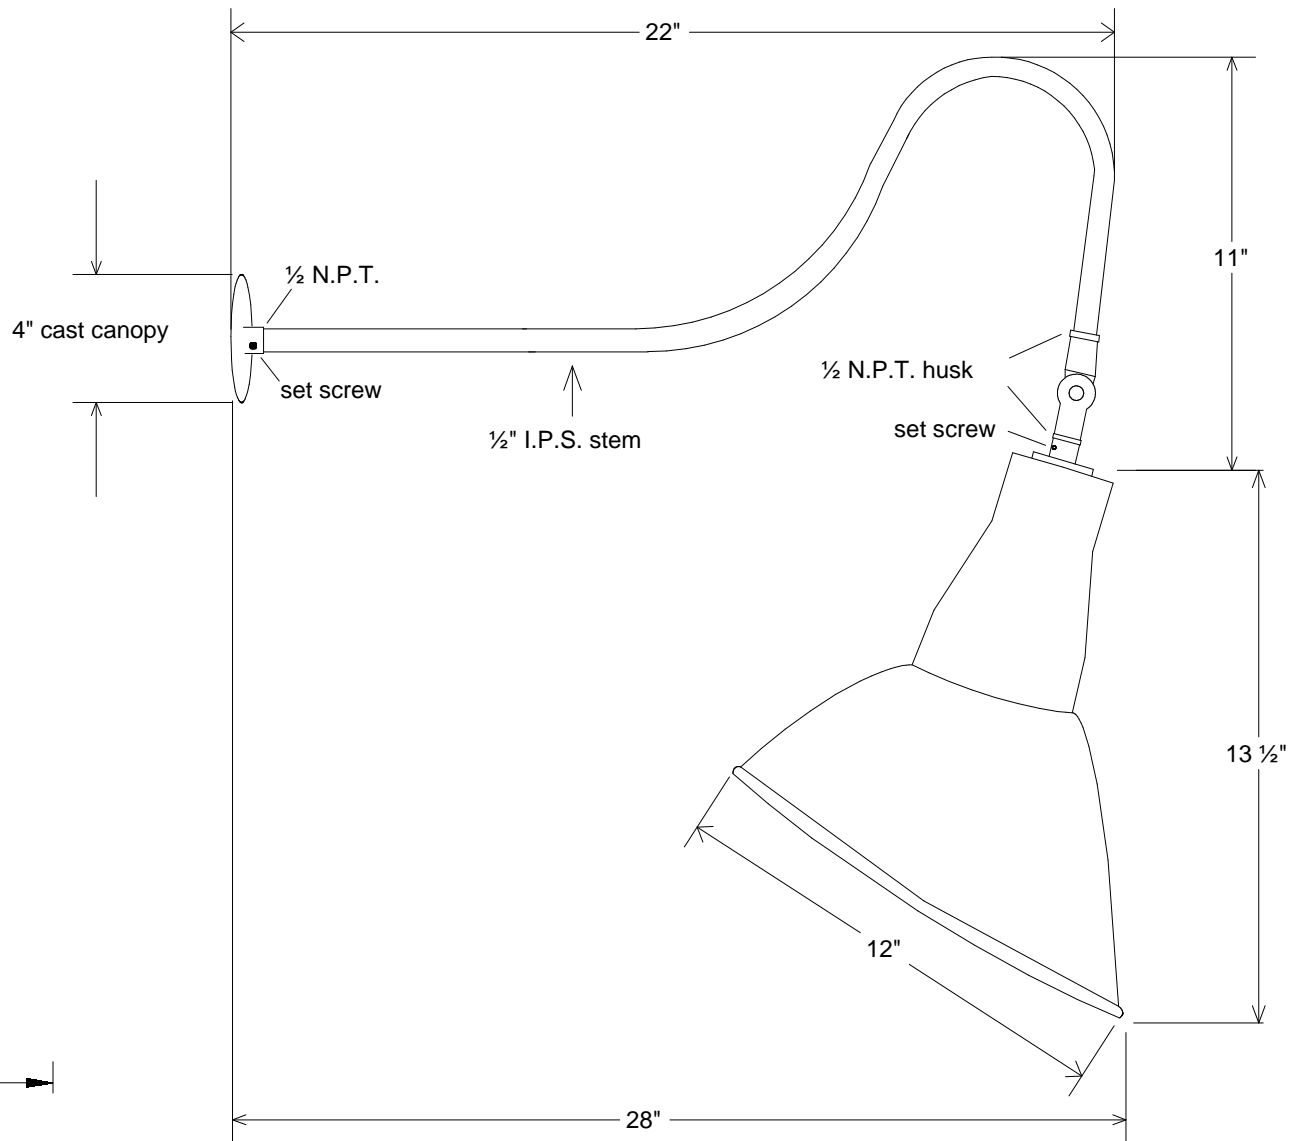 22"
11"
½ N.P.T.
4" cast canopy
set screw
½ N.P.T. husk
set screw
½" I.P.S. stem
13 ½"
12"
28"